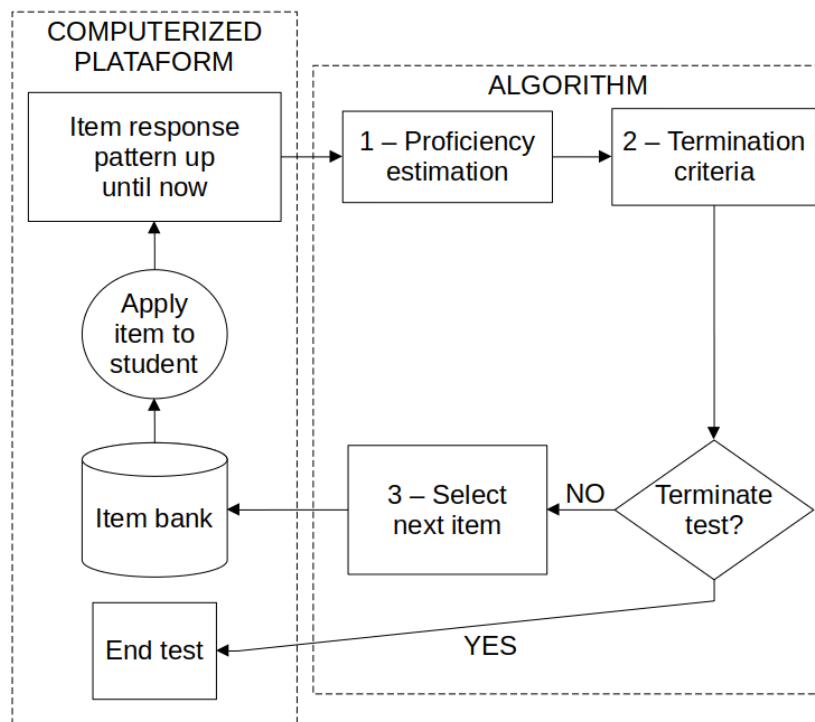 COMPUTERIZED
PLATAFORM
Item response
pattern up
until now
Apply
item to
student
Item bank
End test
ALGORITHM
1 – Proficiency
estimation
2 – Termination
criteria
Terminate
test?
NO
3 – Select
next item
YES